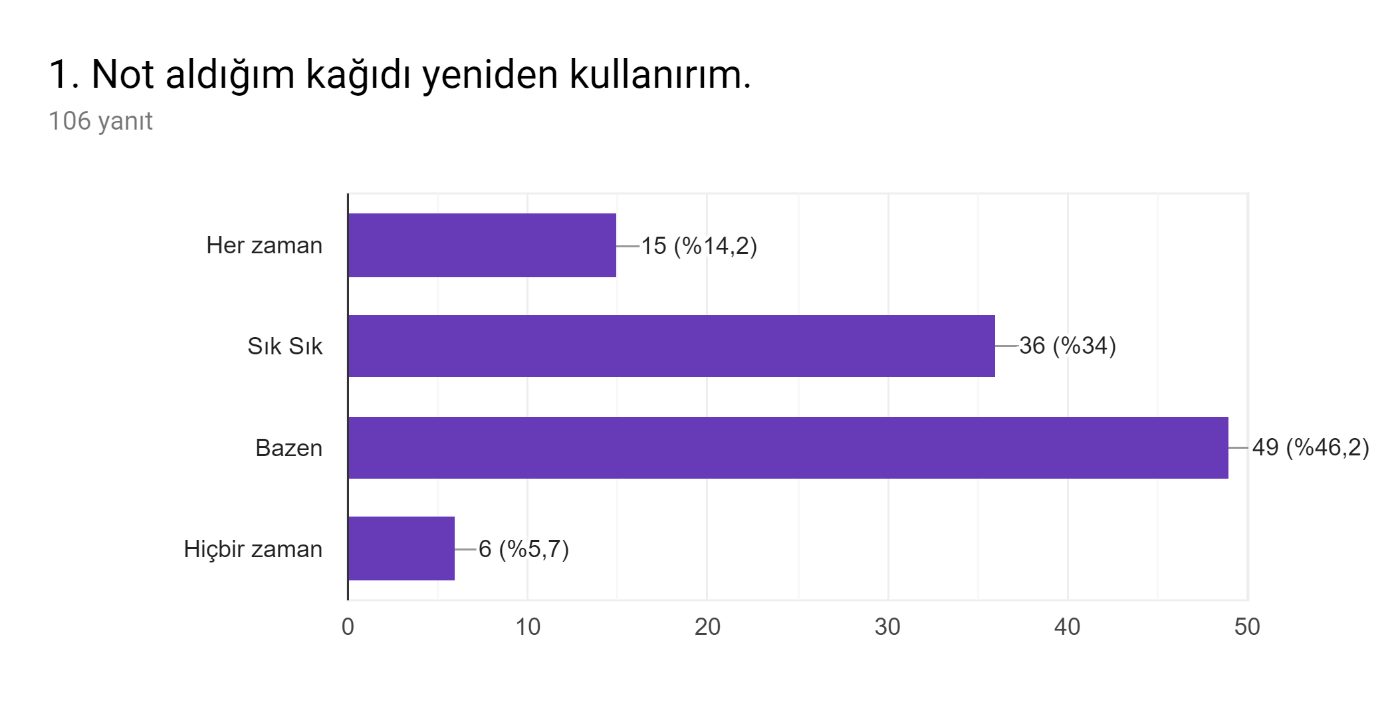 1. Not aldığım kağıdı yeniden kullanırım.
106 yanıt
Her zaman 15 (%14,2)
Sık Sık 36 (%34)
Bazen 49 (%46,2)
Hiçbir zaman 6 (%5,7)
0 10 20 30 40 50